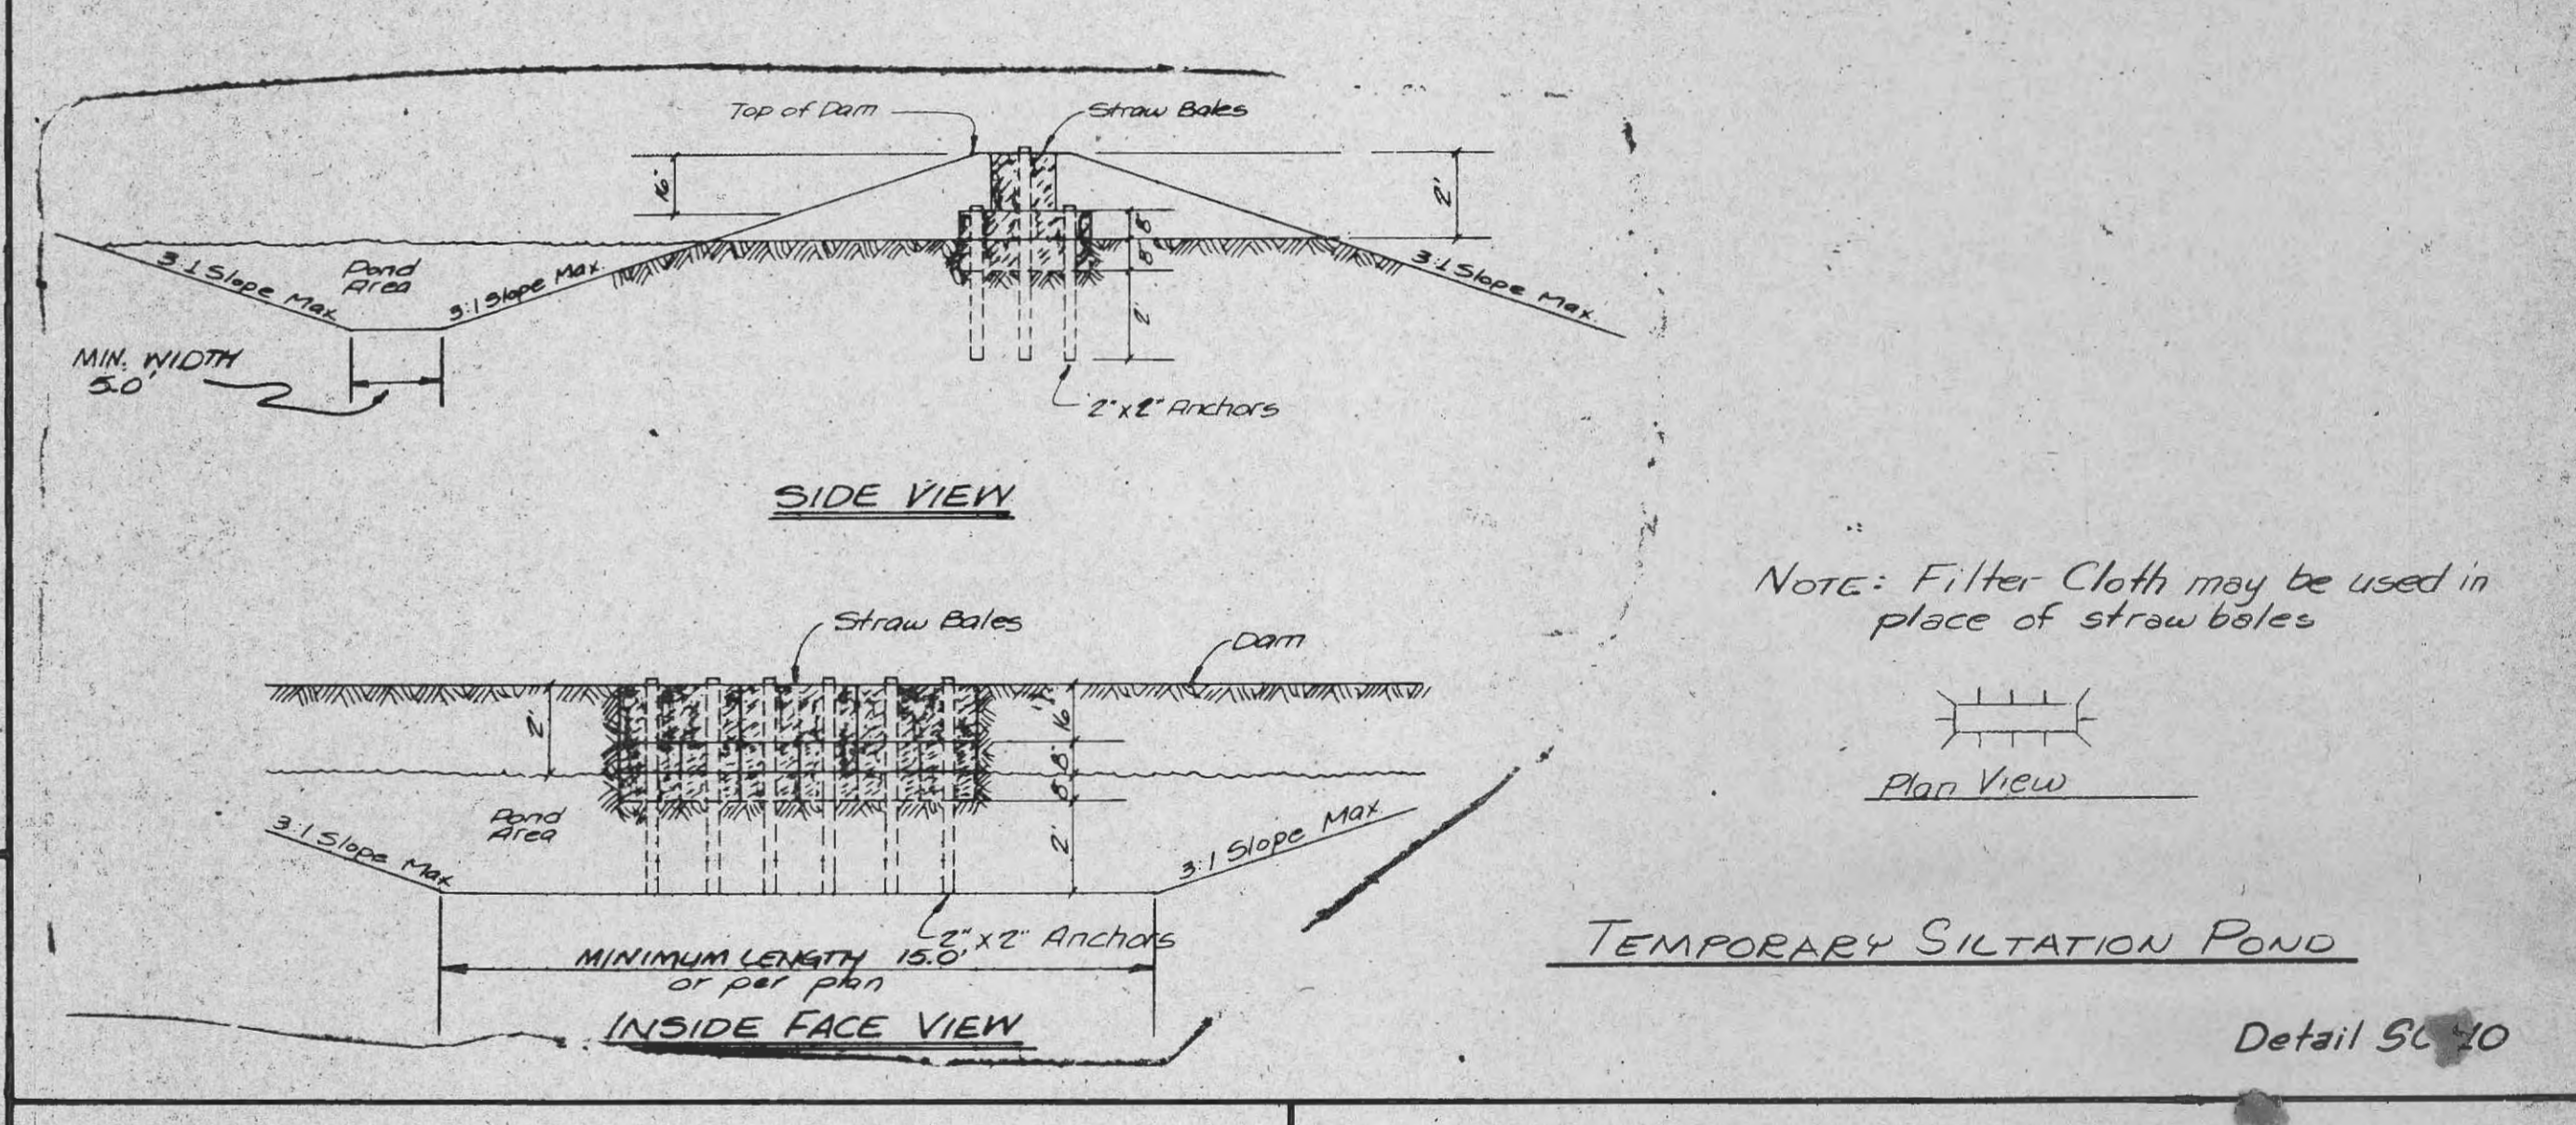 Top of Dam
Straw Bales
16"
2'
8"
8"
2'
3:1 Slope Max.
Pond
Area
3:1 Slope Max.
3:1 Slope Max.
MIN. WIDTH
5.0'
2"x2" Anchors
SIDE VIEW
Straw Bales
Dam
2'
16"
8"
8"
2'
Pond
Area
3:1 Slope Max
3:1 Slope Max.
2"x2" Anchors
MINIMUM LENGTH 15.0'
or per plan
INSIDE FACE VIEW
NOTE: Filter Cloth may be used in
place of straw bales
Plan View
TEMPORARY SILTATION POND
Detail